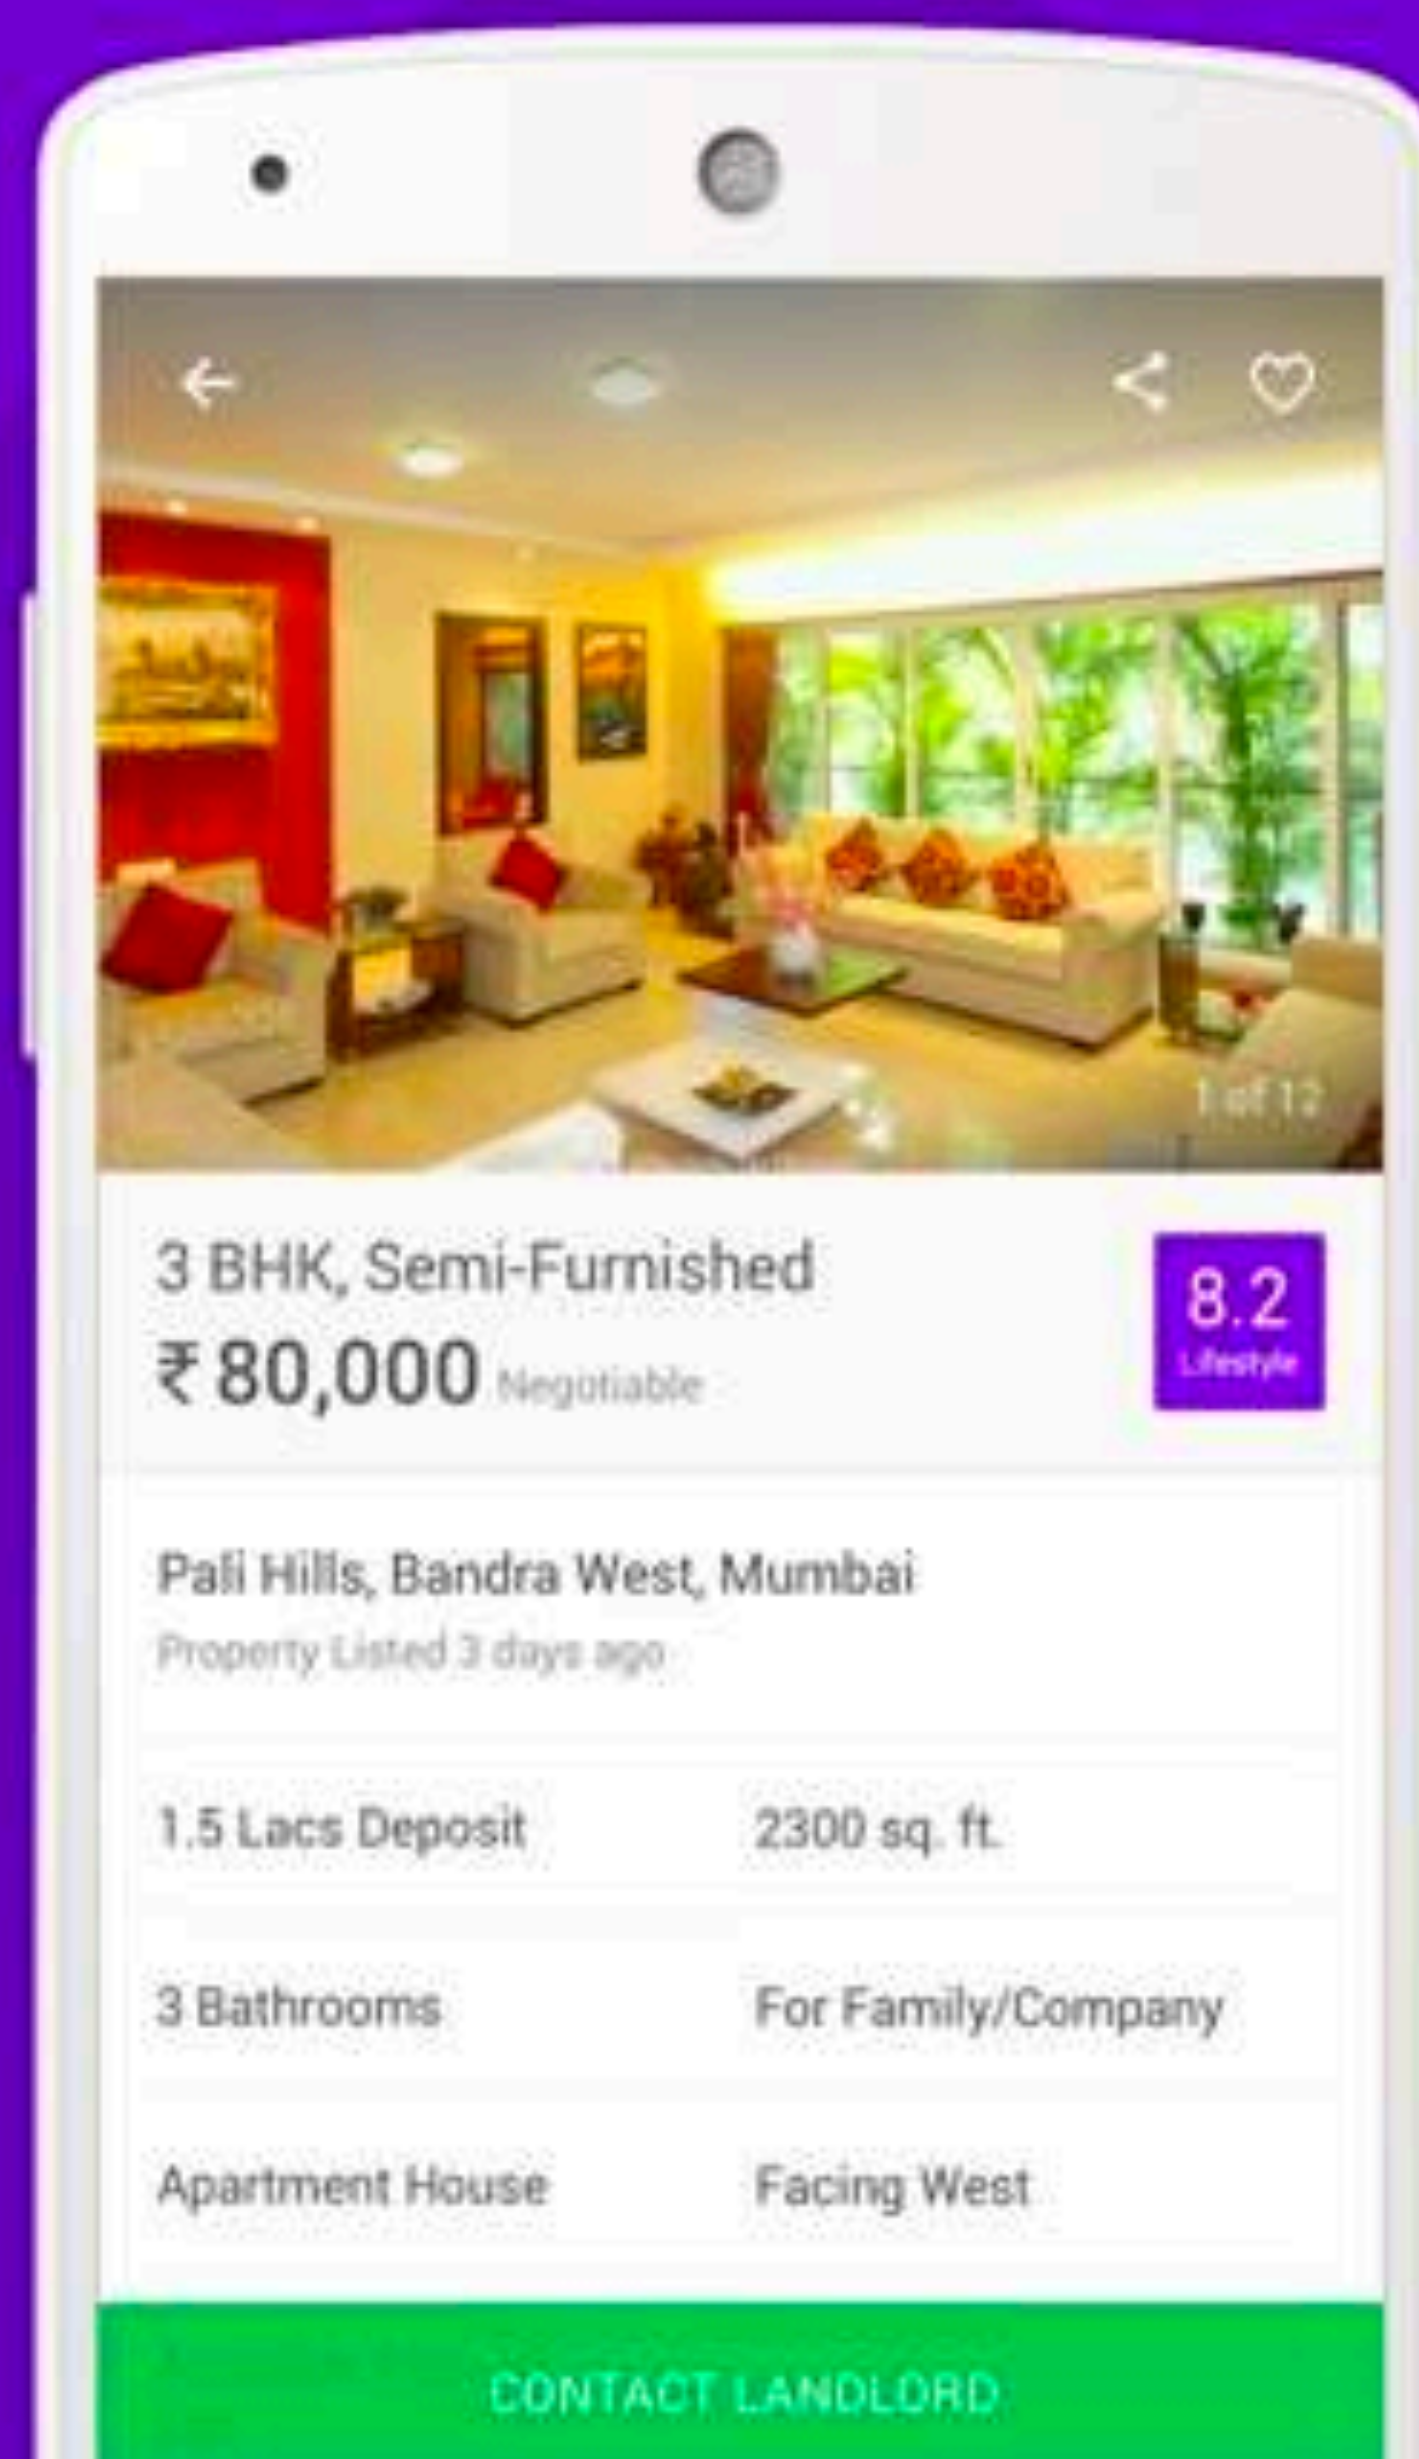 1 of 12
3 BHK, Semi-Furnished
₹ 80,000 Negotiable
8.2
Lifestyle
Pali Hills, Bandra West, Mumbai
Property Listed 3 days ago
1.5 Lacs Deposit
2300 sq. ft.
3 Bathrooms
For Family/Company
Apartment House
Facing West
CONTACT LANDLORD